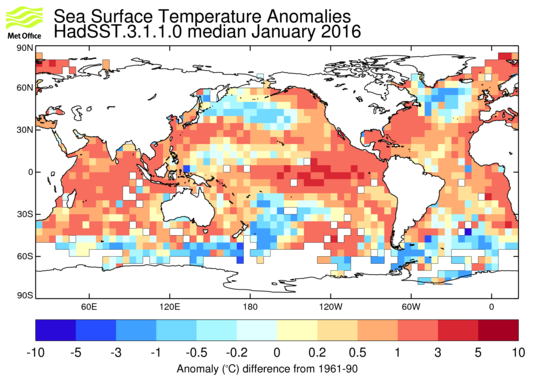 Met Office
Sea Surface Temperature Anomalies
HadSST.3.1.1.0 median January 2016
90N
60N
30N
0
30S
60S
90S
60E 120E 180 120W 60W 0
-10 -5 -3 -1 -0.5 -0.2 0 0.2 0.5 1 3 5 10
Anomaly (°C) difference from 1961-90